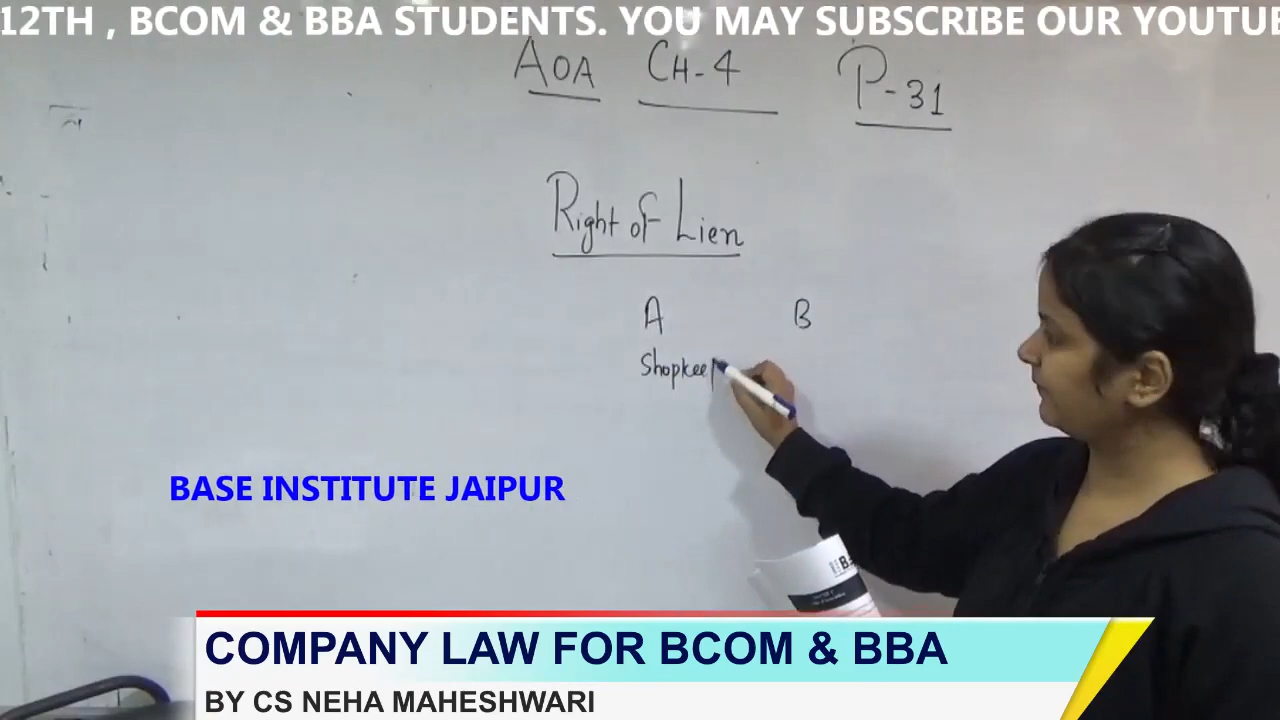 12TH , BCOM & BBA STUDENTS. YOU MAY SUBSCRIBE OUR YOUTUB
AOA CH-4 P-31
Right of Lien
A B
Shopkeep
BASE INSTITUTE JAIPUR
COMPANY LAW FOR BCOM & BBA
BY CS NEHA MAHESHWARI